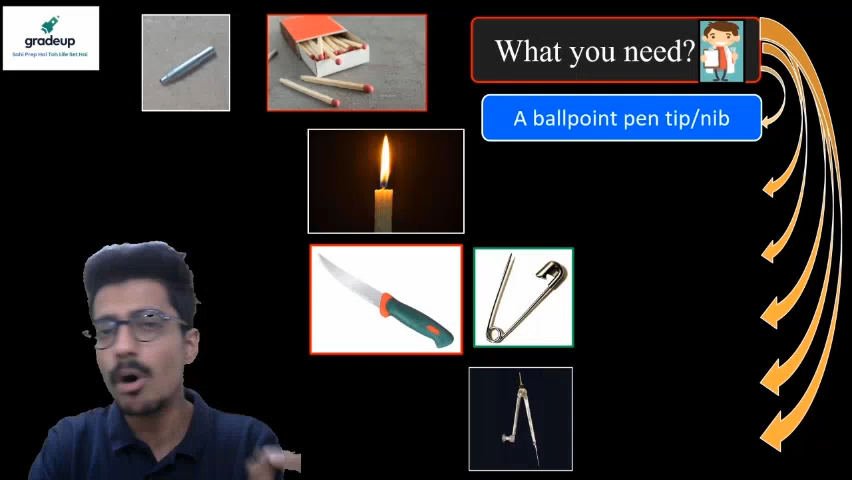 gradeup
Sahi Prep Hai Toh Life Set Hai
What you need?
A ballpoint pen tip/nib